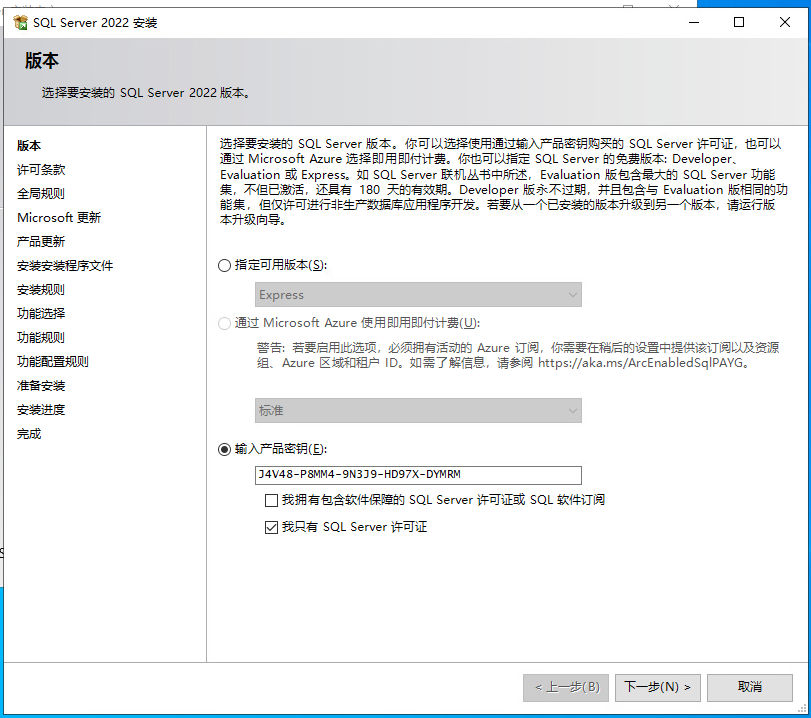 SQL Server 2022 安装
版本
选择要安装的 SQL Server 2022 版本。
版本
许可条款
全局规则
Microsoft 更新
产品更新
安装安装程序文件
安装规则
功能选择
功能规则
功能配置规则
准备安装
安装进度
完成
选择要安装的 SQL Server 版本。你可以选择使用通过输入产品密钥购买的 SQL Server 许可证，也可以
通过 Microsoft Azure 选择即用即付计费。你也可以指定 SQL Server 的免费版本: Developer、
Evaluation 或 Express。如 SQL Server 联机丛书中所述，Evaluation 版包含最大的 SQL Server 功能
集，不但已激活，还具有 180 天的有效期。Developer 版永不过期，并且包含与 Evaluation 版相同的功
能集，但仅许可进行非生产数据库应用程序开发。若要从一个已安装的版本升级到另一个版本，请运行版
本升级向导。
指定可用版本(S):
Express
通过 Microsoft Azure 使用即用即付计费(U):
警告: 若要启用此选项，必须拥有活动的 Azure 订阅，你需要在稍后的设置中提供该订阅以及资源
组、Azure 区域和租户 ID。如需了解信息，请参阅 https://aka.ms/ArcEnabledSqlPAYG。
标准
输入产品密钥(E):
J4V48-P8MM4-9N3J9-HD97X-DYMRM
我拥有包含软件保障的 SQL Server 许可证或 SQL 软件订阅
我只有 SQL Server 许可证
< 上一步(B)
下一步(N) >
取消